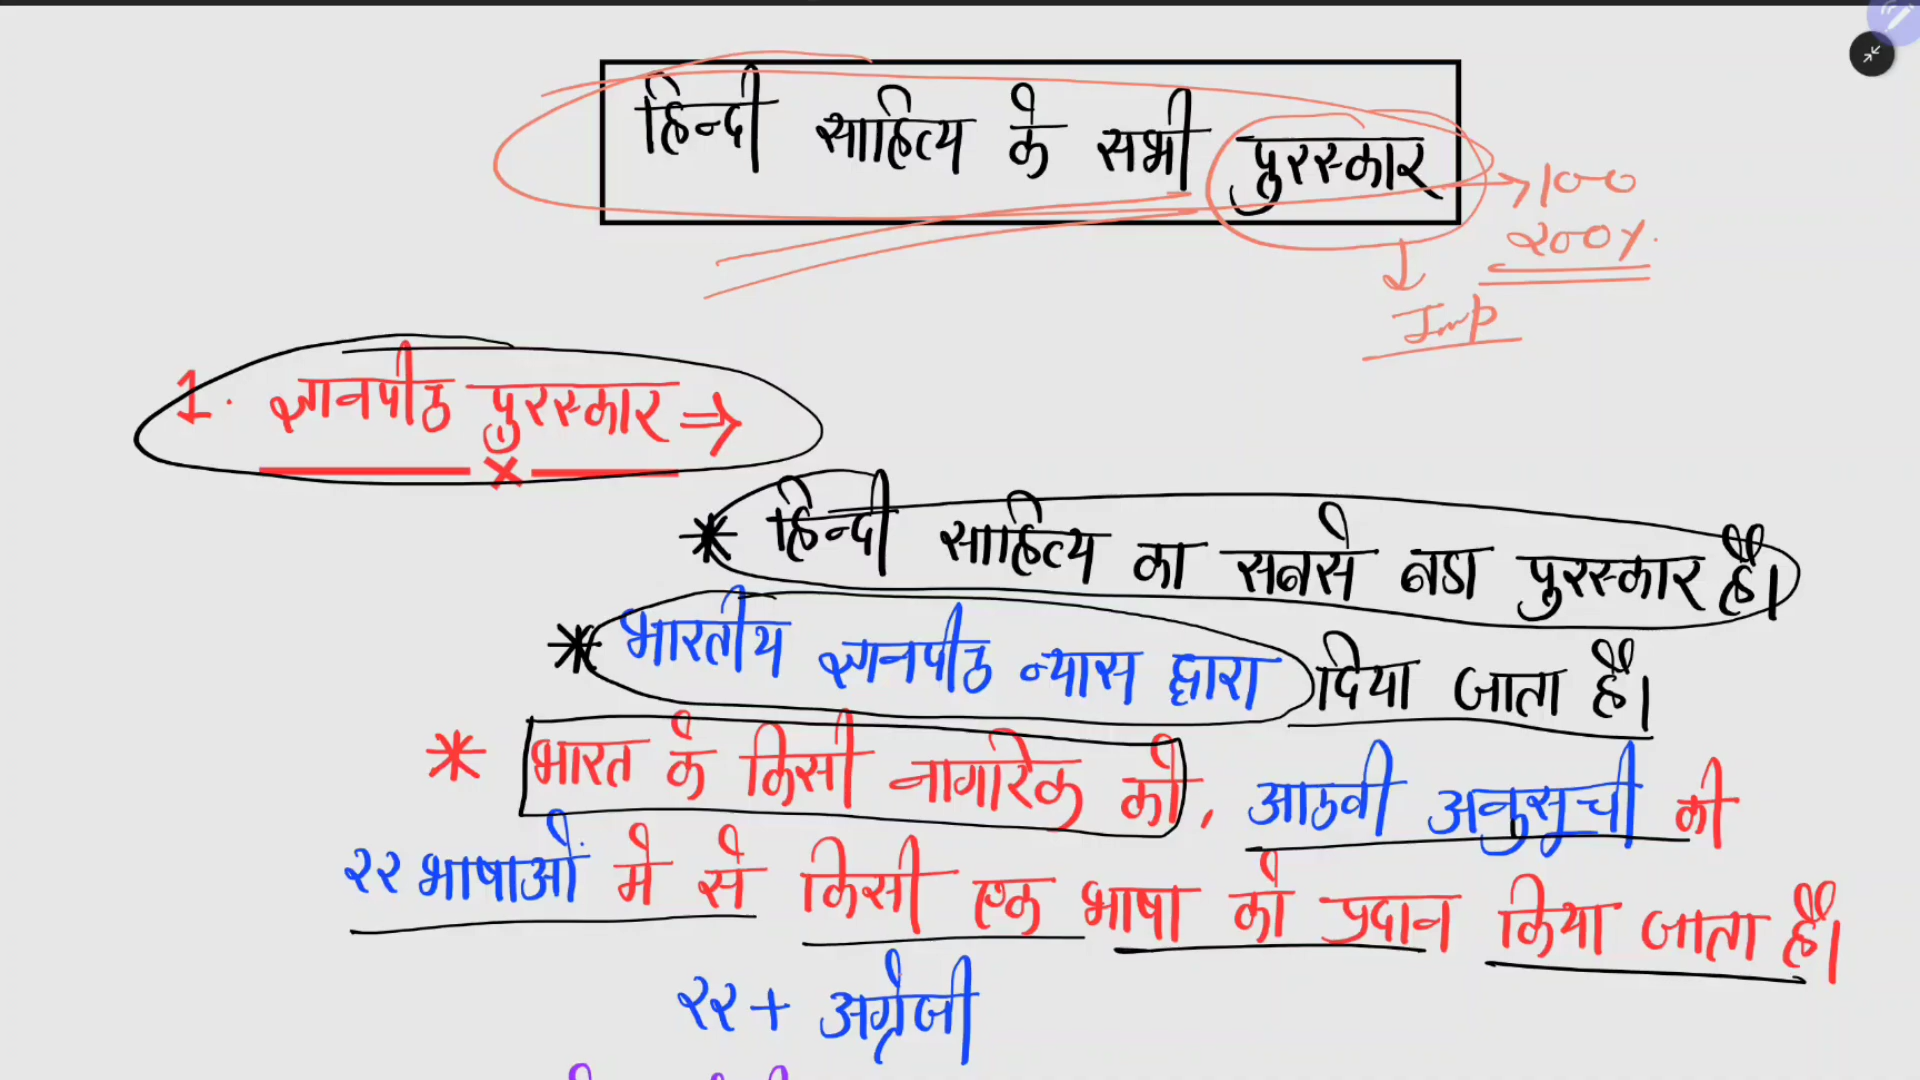 हिन्दी साहित्य के सभी पुरस्कार
→100
200%.
Imp
1. ज्ञानपीठ पुरस्कार ⇒
* हिन्दी साहित्य का सबसे बडा पुरस्कार है।
* भारतीय ज्ञानपीठ न्यास द्वारा दिया जाता है।
* भारत के किसी नागरिक को, आठवी अनुसूची की
२२ भाषाओं मे से किसी एक भाषा को प्रदान किया जाता है।
२२ + अग्रेजी